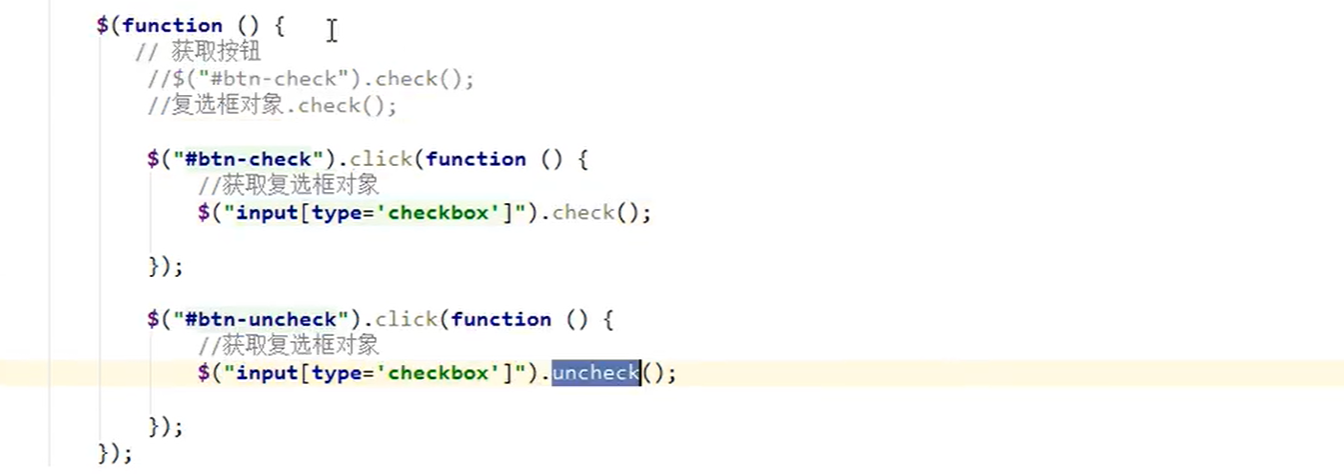 $(function () {
// 获取按钮
//$("#btn-check").check();
//复选框对象.check();
$("#btn-check").click(function () {
//获取复选框对象
$("input[type='checkbox']").check();
});
$("#btn-uncheck").click(function () {
//获取复选框对象
$("input[type='checkbox']").uncheck();
});
});